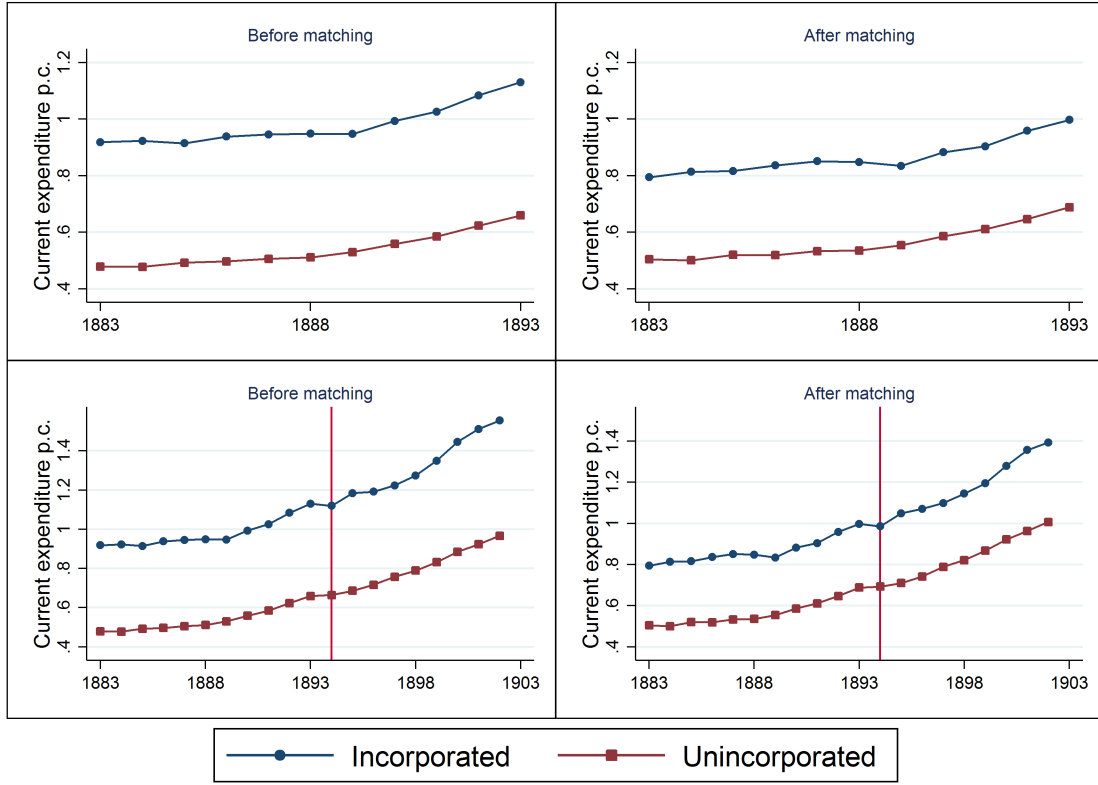 Before matching
Current expenditure p.c.
1.2
1
.8
.6
.4
1883 1888 1893
After matching
Current expenditure p.c.
1.2
1
.8
.6
.4
1883 1888 1893
Before matching
Current expenditure p.c.
1.4
1.2
1
.8
.6
.4
1883 1888 1893 1898 1903
After matching
Current expenditure p.c.
1.4
1.2
1
.8
.6
.4
1883 1888 1893 1898 1903
Incorporated Unincorporated